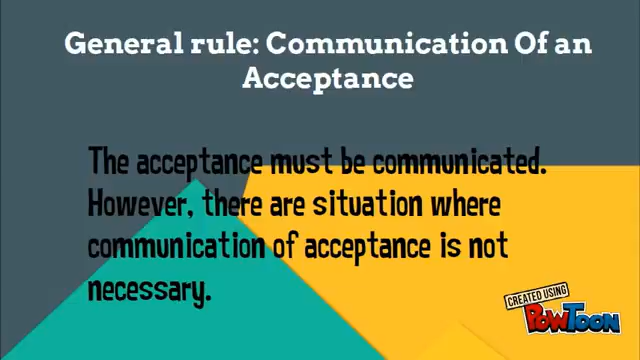 General rule: Communication Of an
Acceptance
The acceptance must be communicated.
However, there are situation where
communication of acceptance is not
necessary.
CREATED USING
POWTOON